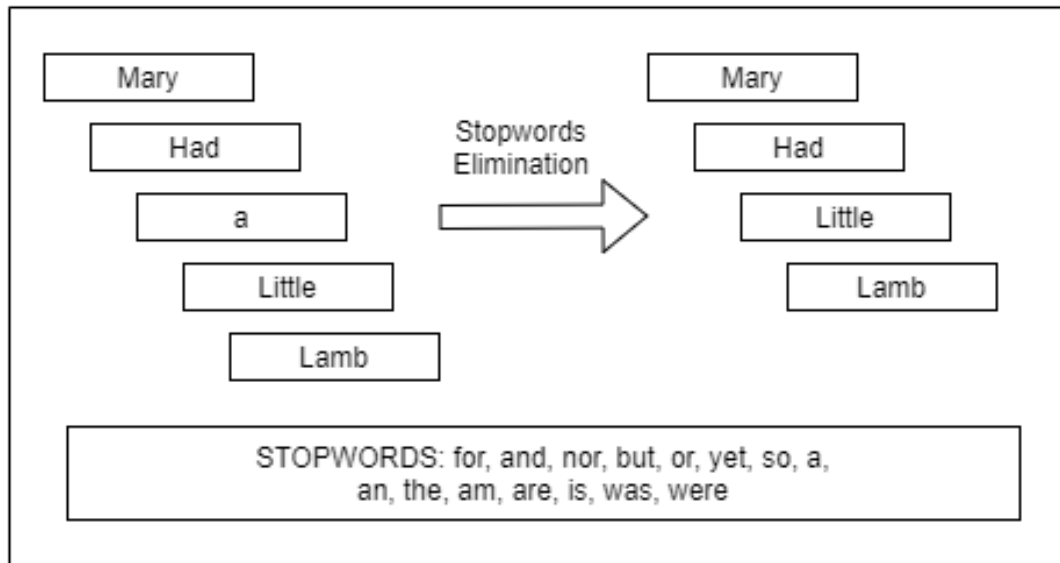 Mary
Had
a
Little
Lamb
Stopwords
Elimination
Mary
Had
Little
Lamb
STOPWORDS: for, and, nor, but, or, yet, so, a,
an, the, am, are, is, was, were